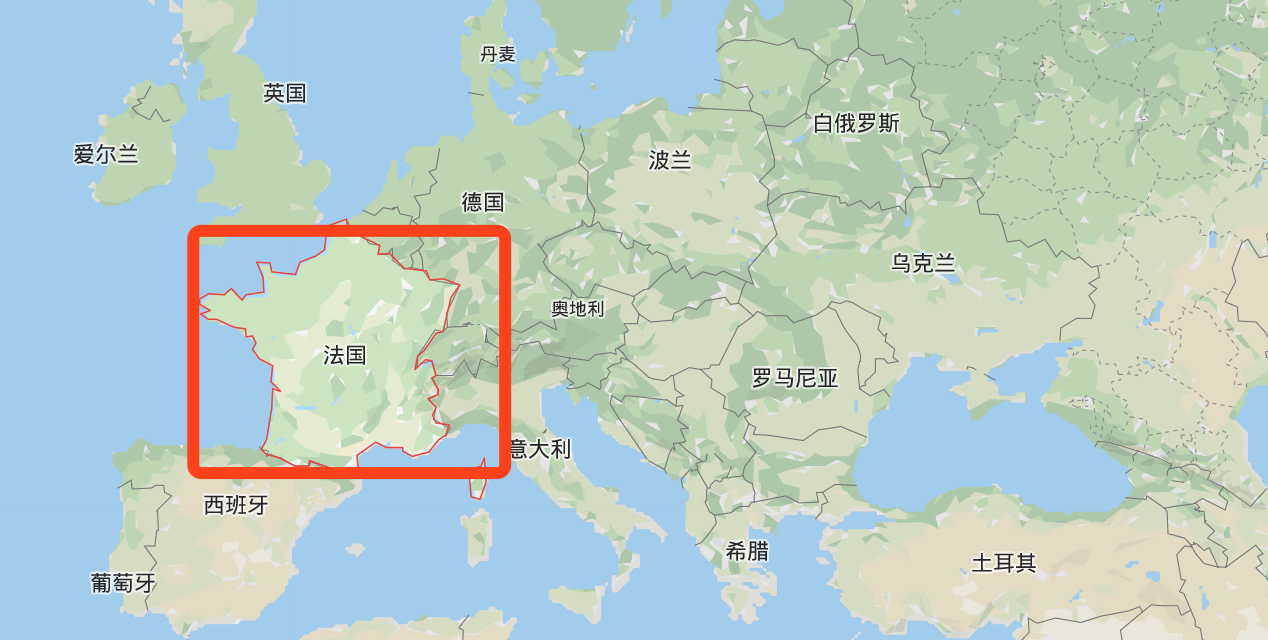 丹麦
英国
白俄罗斯
爱尔兰
波兰
德国
乌克兰
奥地利
法国
罗马尼亚
意大利
西班牙
希腊
土耳其
葡萄牙